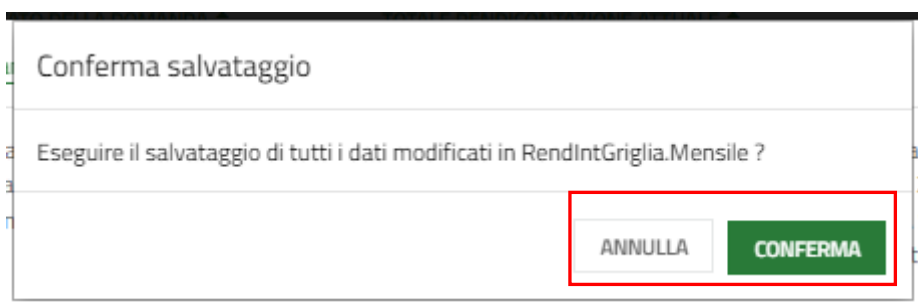 Conferma salvataggio
Eseguire il salvataggio di tutti i dati modificati in RendIntGriglia.Mensile ?
ANNULLA CONFERMA